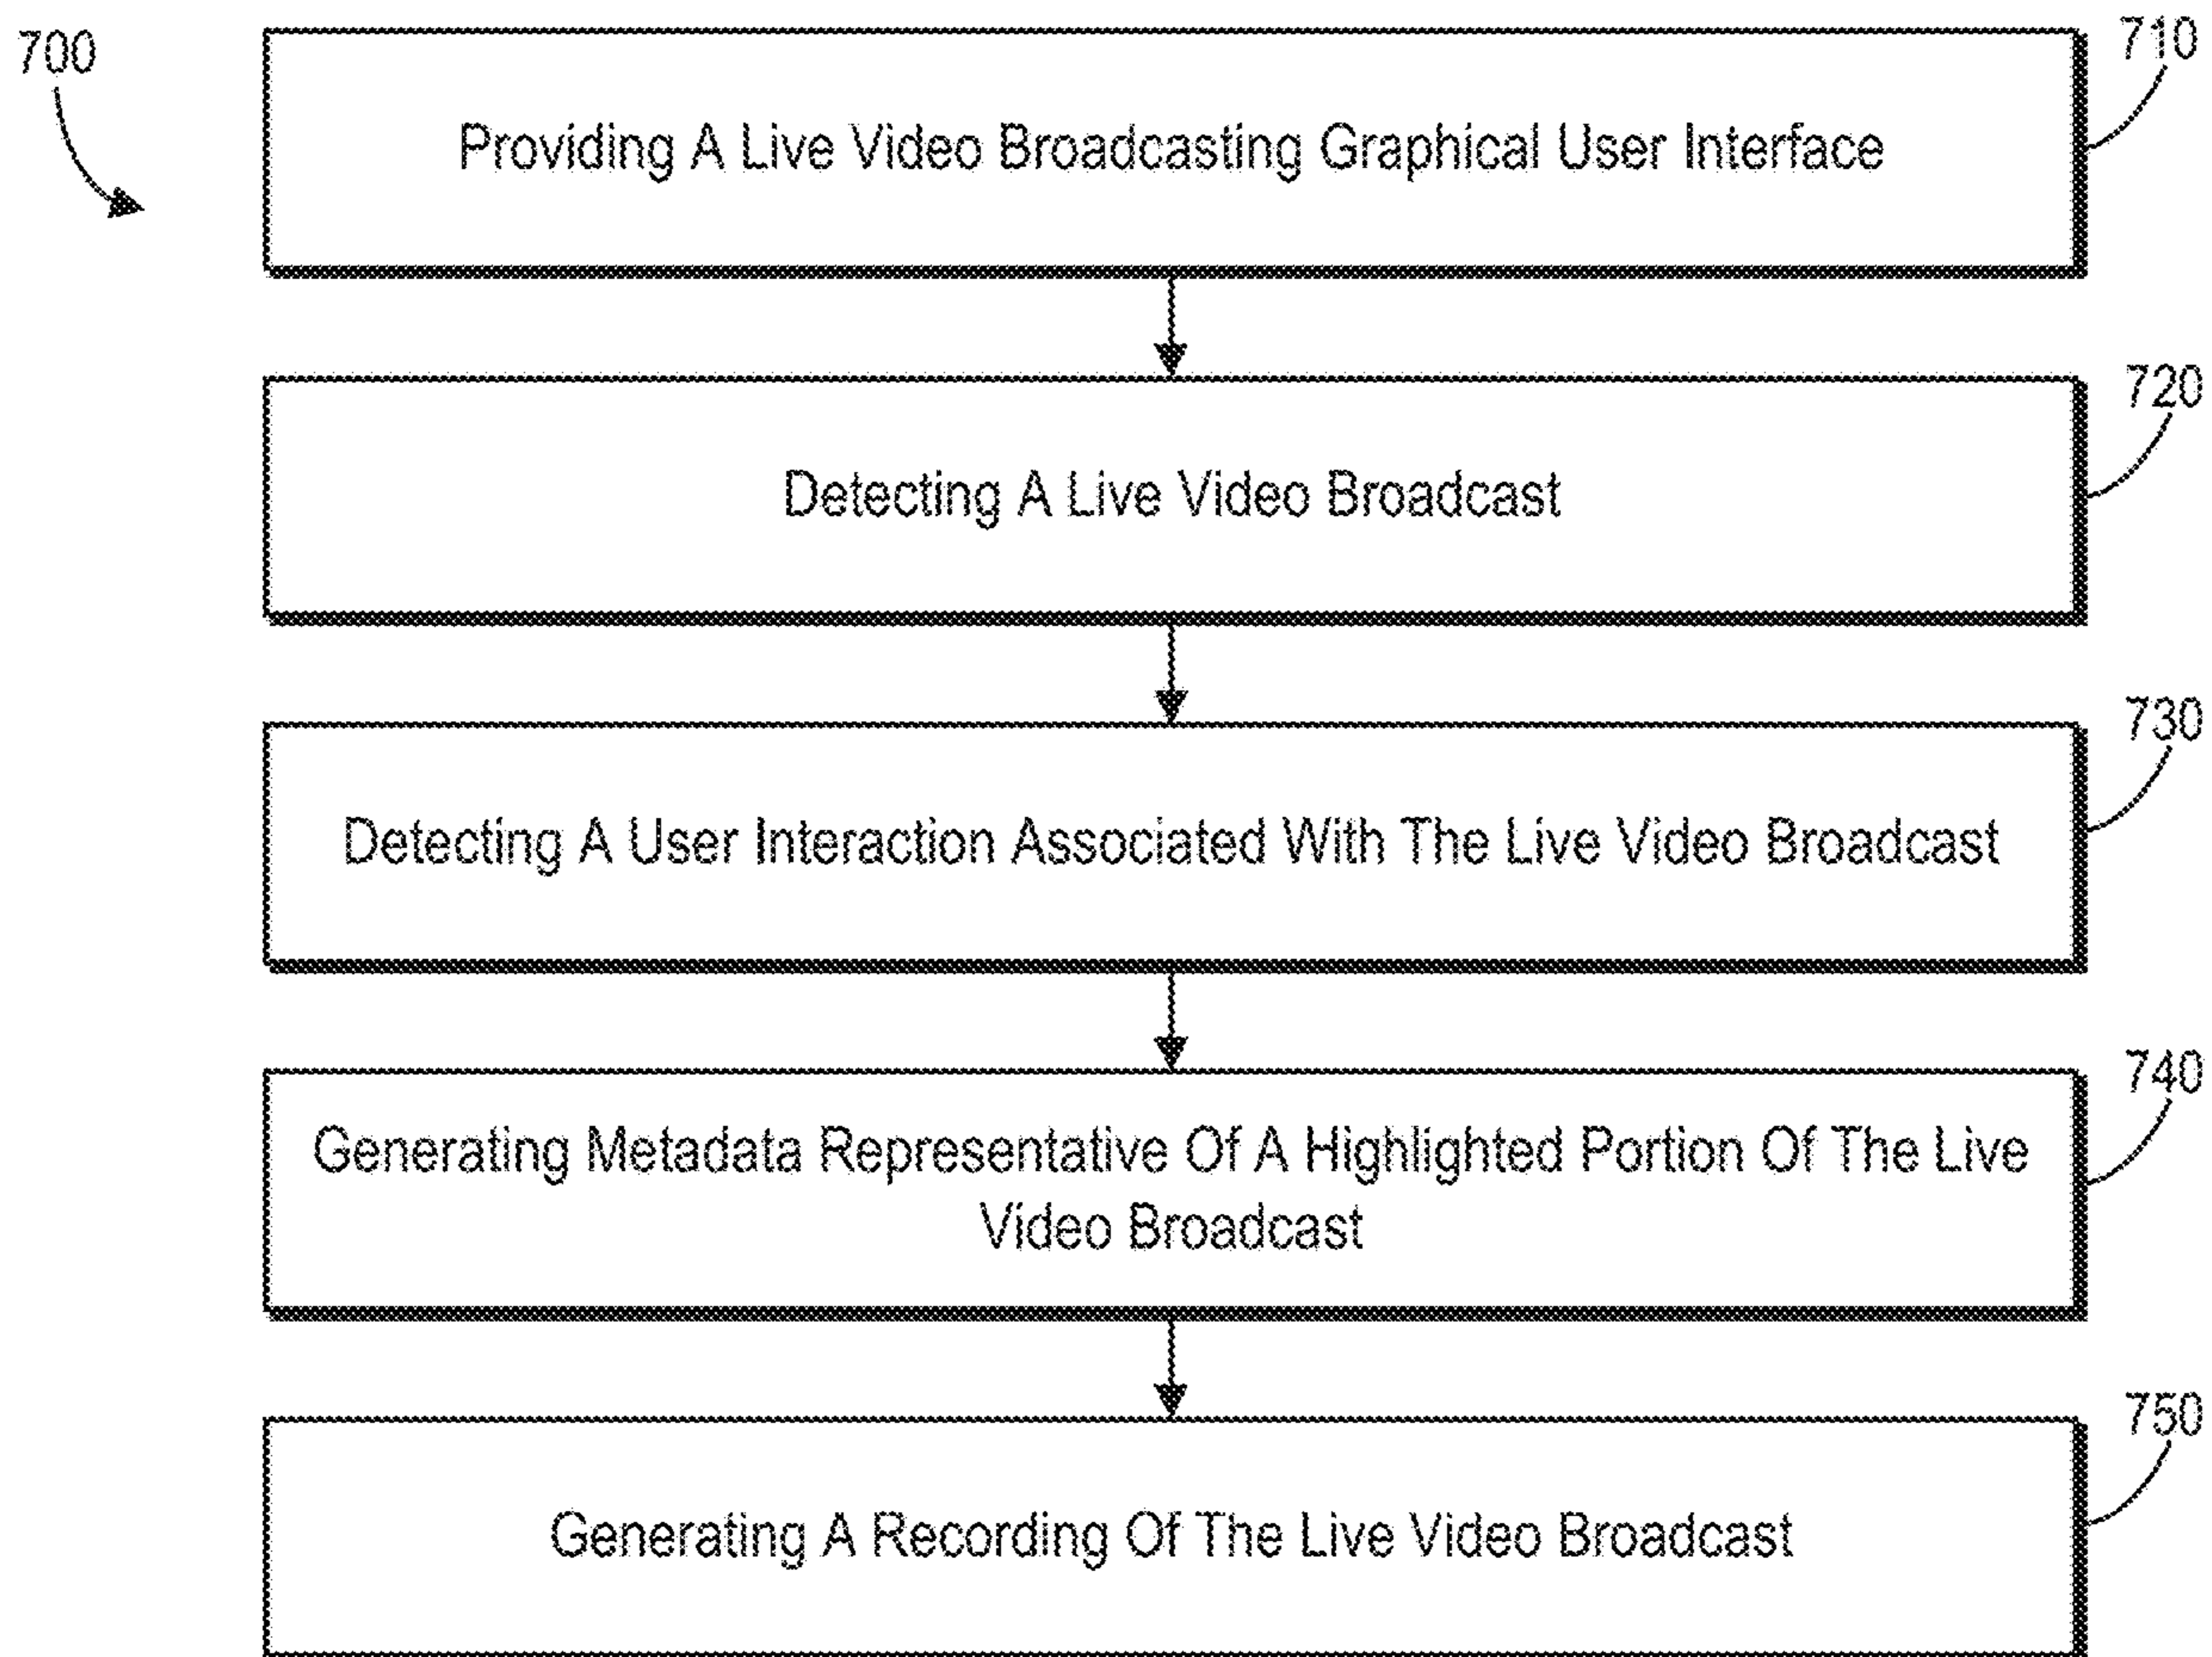 700
710
Providing A Live Video Broadcasting Graphical User Interface
720
Detecting A Live Video Broadcast
730
Detecting A User Interaction Associated With The Live Video Broadcast
740
Generating Metadata Representative Of A Highlighted Portion Of The Live
Video Broadcast
750
Generating A Recording Of The Live Video Broadcast